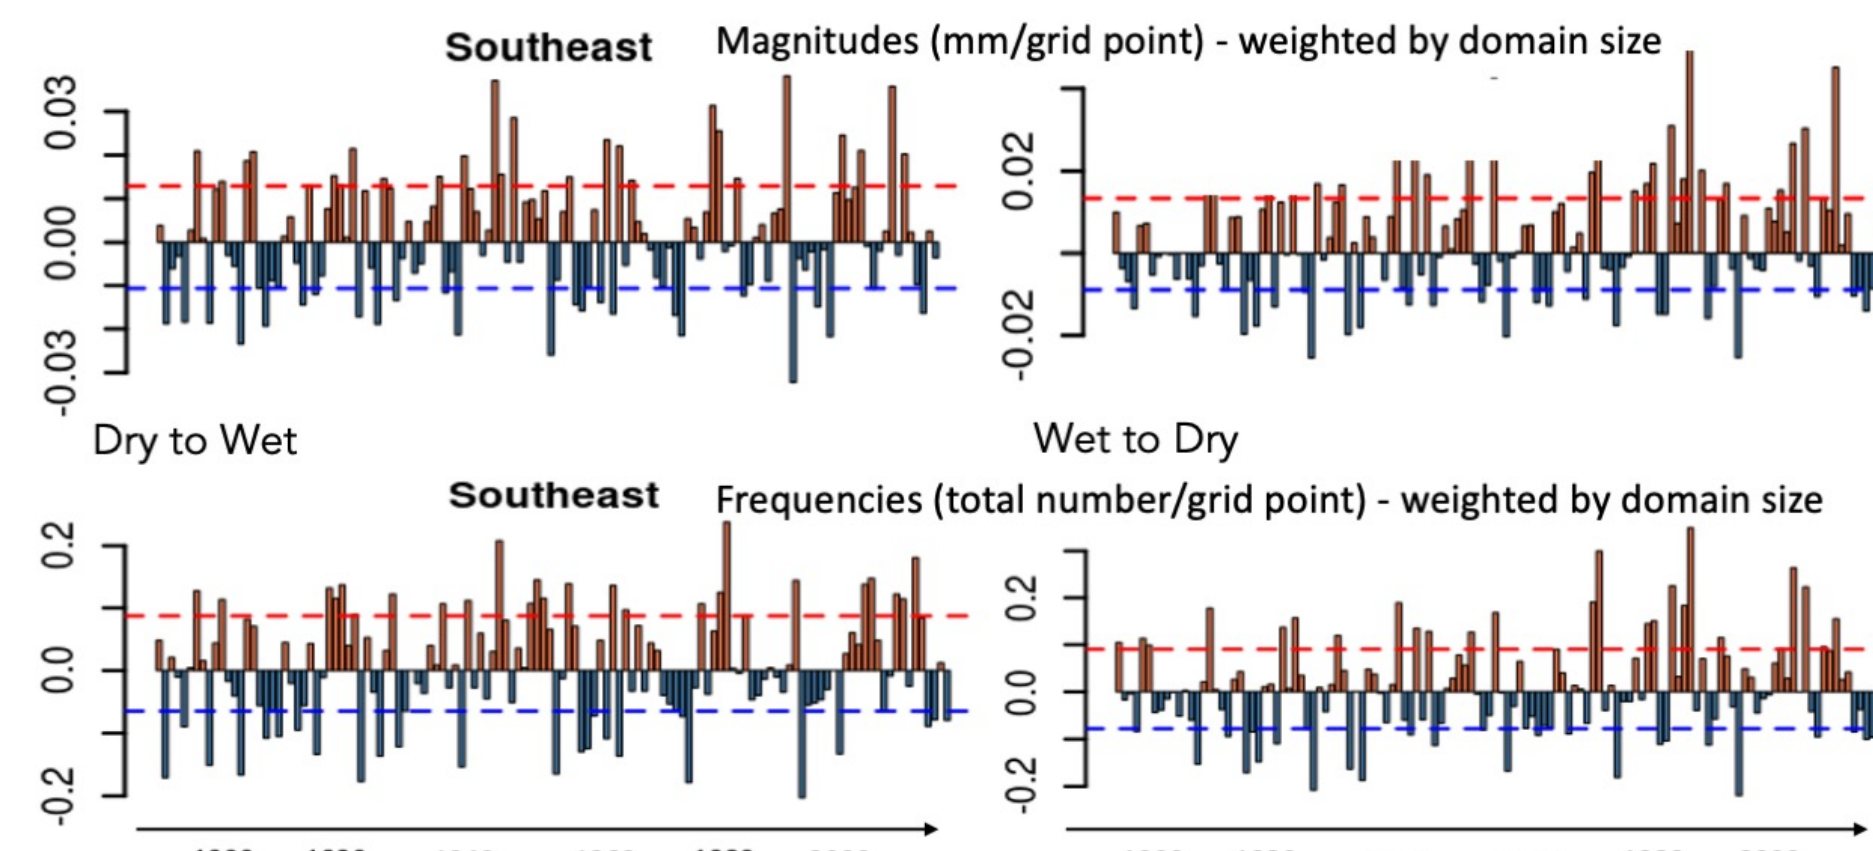 Southeast Magnitudes (mm/grid point) - weighted by domain size
0.03
0.00
-0.03
0.02
-0.02
Dry to Wet
Wet to Dry
Southeast Frequencies (total number/grid point) - weighted by domain size
0.2
0.0
-0.2
0.2
0.0
-0.2